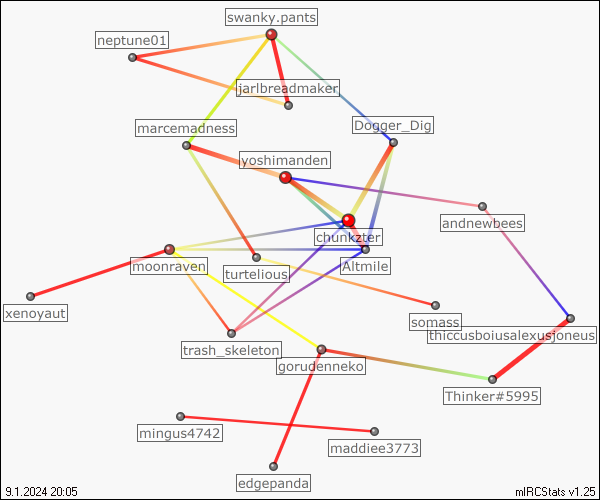 swanky.pants
neptune01
jarlbreadmaker
marcemadness
Dogger_Dig
yoshimanden
andnewbees
chunkzter
moonraven
turtelious
Altmile
xenoyaut
somass
thiccusboiusalexusjoneus
trash_skeleton
gorudenneko
Thinker#5995
mingus4742
maddiee3773
edgepanda
9.1.2024 20:05
mIRCStats v1.25